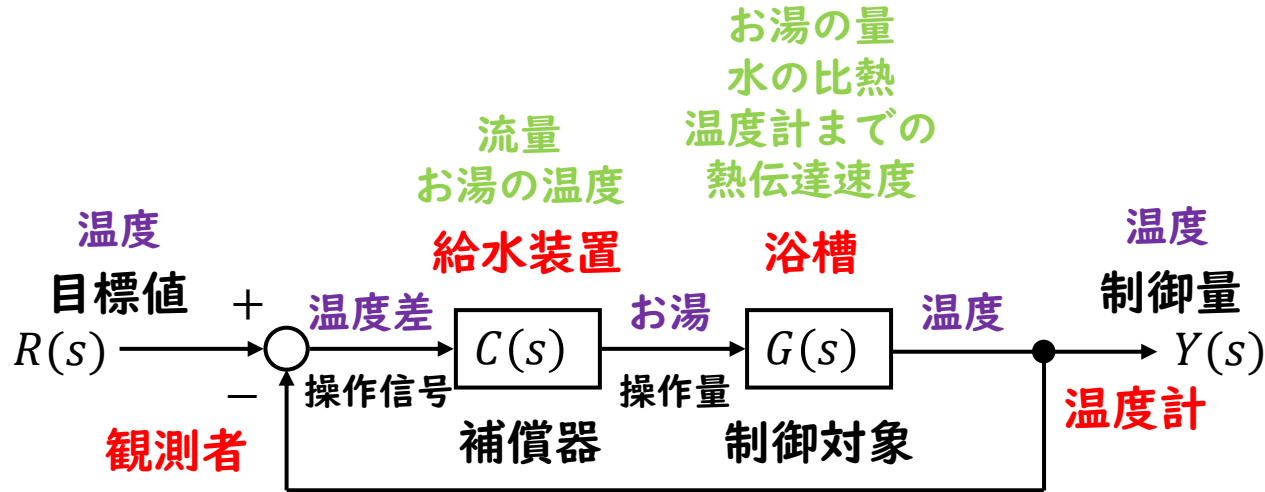 お湯の量
水の比熱
温度計までの
熱伝達速度
流量
お湯の温度
温度
目標値
R(s)
+
−
観測者
温度差
操作信号
給水装置
C(s)
補償器
お湯
操作量
浴槽
G(s)
制御対象
温度
温度
制御量
Y(s)
温度計